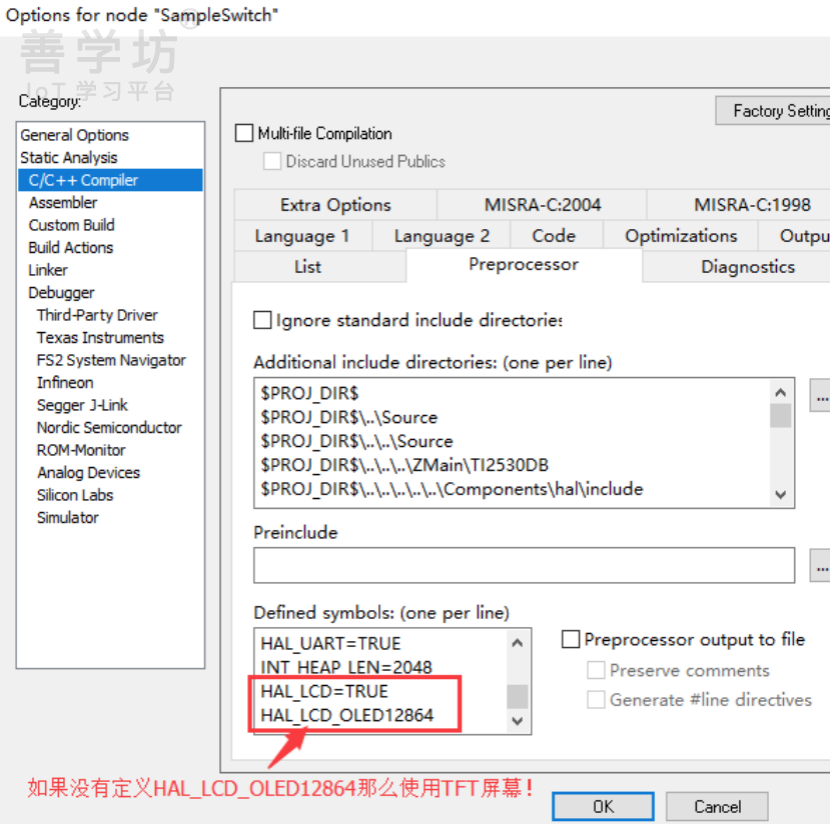 Options for node "SampleSwitch"
善学坊®
IoT 学习平台
Category:
General Options
Static Analysis
C/C++ Compiler
Assembler
Custom Build
Build Actions
Linker
Debugger
Third-Party Driver
Texas Instruments
FS2 System Navigator
Infineon
Segger J-Link
Nordic Semiconductor
ROM-Monitor
Analog Devices
Silicon Labs
Simulator
Factory Setting
Multi-file Compilation
Discard Unused Publics
Extra Options MISRA-C:2004 MISRA-C:1998
Language 1 Language 2 Code Optimizations Outpu
List Preprocessor Diagnostics
Ignore standard include directories
Additional include directories: (one per line)
$PROJ_DIR$
$PROJ_DIR$\..\Source
$PROJ_DIR$\..\..\Source
$PROJ_DIR$\..\..\..\ZMain\TI2530DB
$PROJ_DIR$\..\..\..\..\..\Components\hal\include
...
Preinclude
...
Defined symbols: (one per line)
HAL_UART=TRUE
INT_HEAP_LEN=2048
HAL_LCD=TRUE
HAL_LCD_OLED12864
Preprocessor output to file
Preserve comments
Generate #line directives
如果没有定义HAL_LCD_OLED12864那么使用TFT屏幕！
OK Cancel